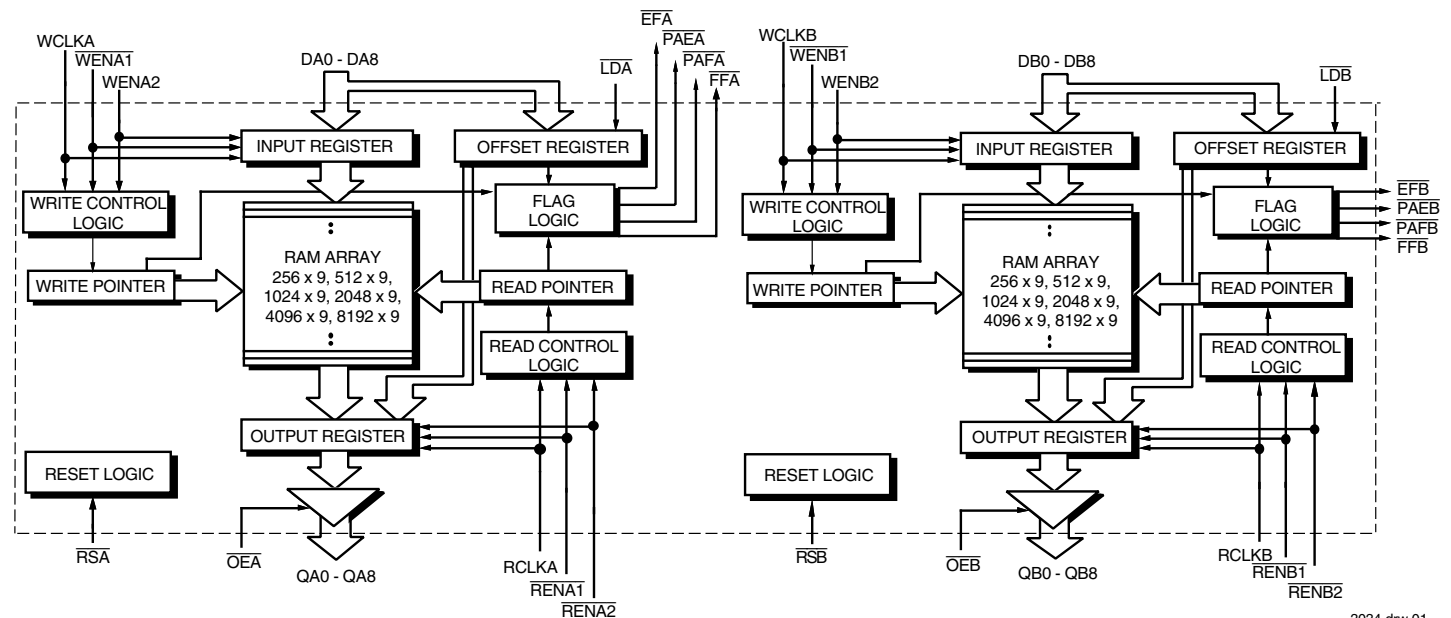 WCLKA
WENA1
WENA2
DA0 - DA8
LDA
EFA
PAEA
PAFA
FFA
INPUT REGISTER
OFFSET REGISTER
WRITE CONTROL
LOGIC
FLAG
LOGIC
WRITE POINTER
RAM ARRAY
256 x 9, 512 x 9,
1024 x 9, 2048 x 9,
4096 x 9, 8192 x 9
READ POINTER
READ CONTROL
LOGIC
OUTPUT REGISTER
RESET LOGIC
RSA
OEA
QA0 - QA8
RCLKA
RENA1
RENA2
WCLKB
WENB1
WENB2
DB0 - DB8
LDB
INPUT REGISTER
OFFSET REGISTER
WRITE CONTROL
LOGIC
FLAG
LOGIC
EFB
PAEB
PAFB
FFB
WRITE POINTER
RAM ARRAY
256 x 9, 512 x 9,
1024 x 9, 2048 x 9,
4096 x 9, 8192 x 9
READ POINTER
READ CONTROL
LOGIC
OUTPUT REGISTER
RESET LOGIC
RSB
OEB
QB0 - QB8
RCLKB
RENB1
RENB2